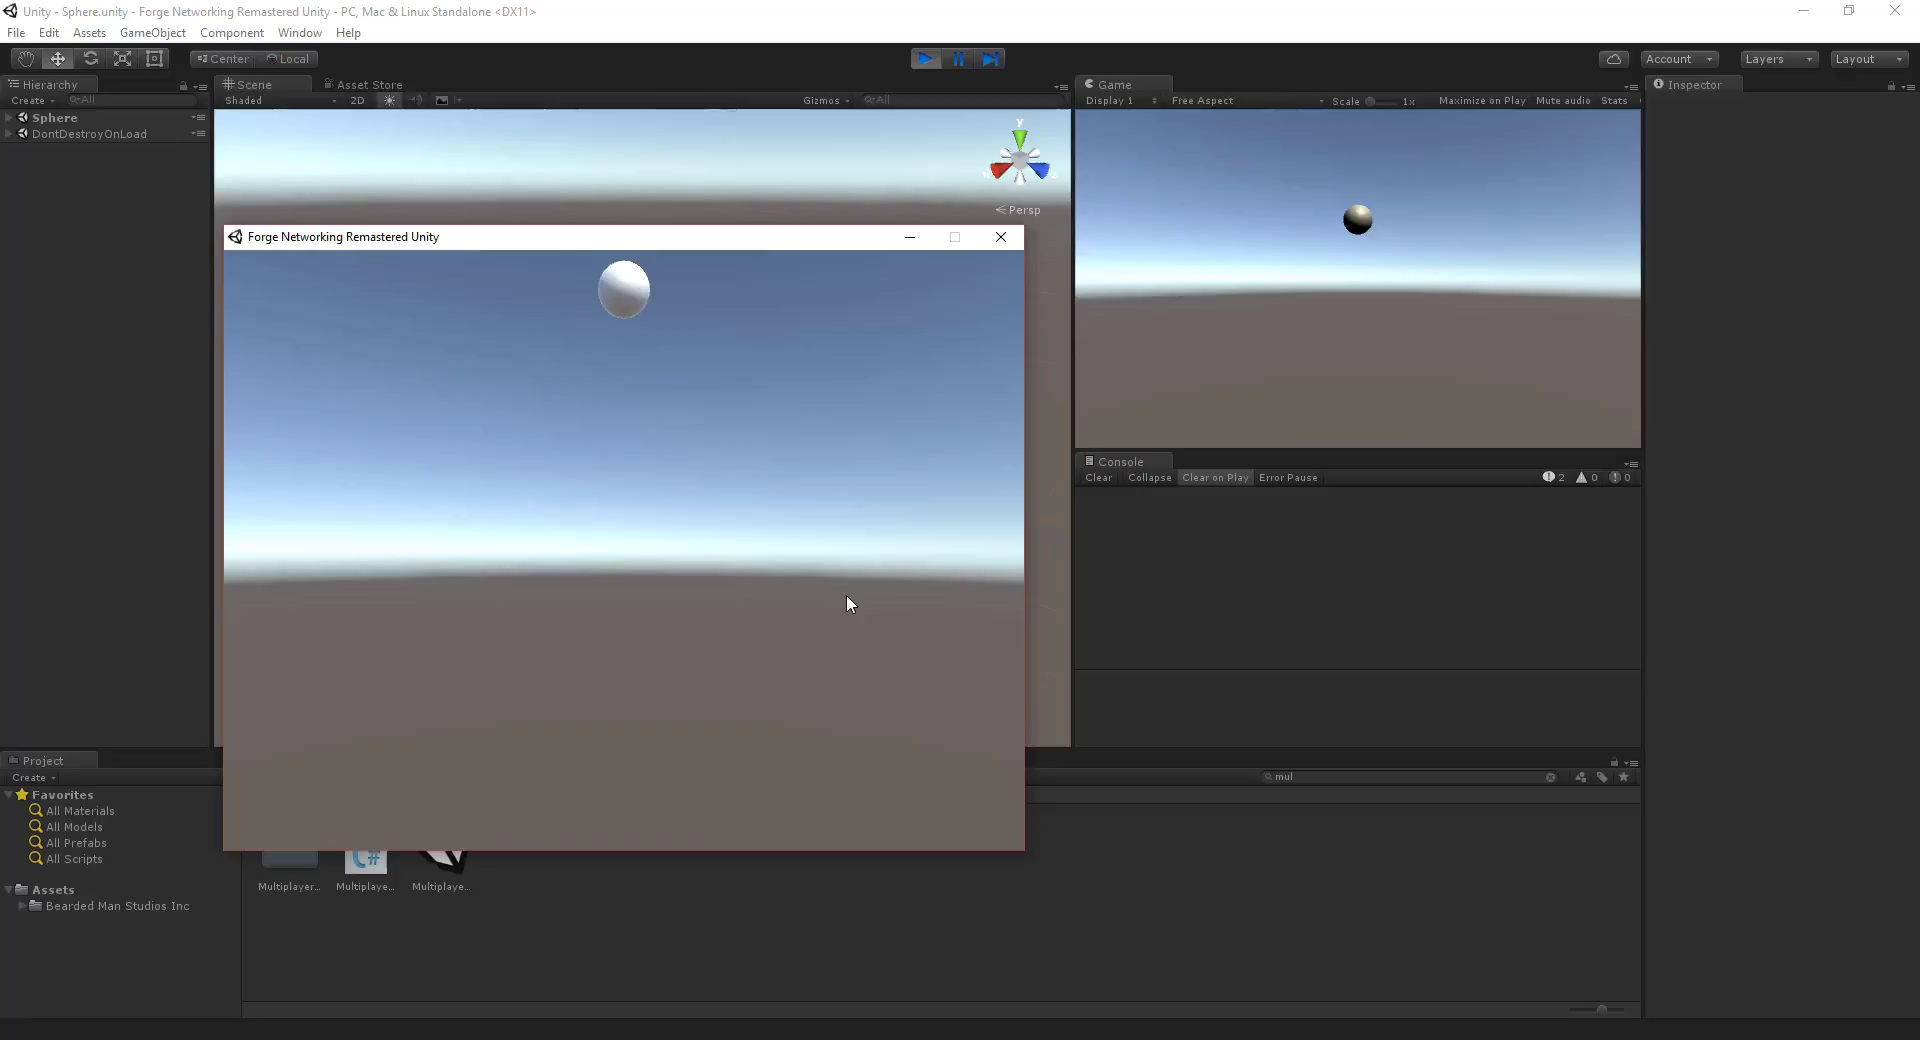 Unity - Sphere.unity - Forge Networking Remastered Unity - PC, Mac & Linux Standalone <DX11>
File Edit Assets GameObject Component Window Help
Center Local Account Layers Layout
Hierarchy Scene Asset Store Game Inspector
Create All Shaded 2D Gizmos All Display 1 Free Aspect Scale 1x Maximize on Play Mute audio Stats
Sphere
DontDestroyOnLoad
y
Persp
Forge Networking Remastered Unity
Console
Clear Collapse Clear on Play Error Pause 2 0 0
Project
Create mul
Favorites
All Materials
All Models
All Prefabs
All Scripts
C#
Multiplayer... Multiplaye... Multiplaye...
Assets
Bearded Man Studios Inc